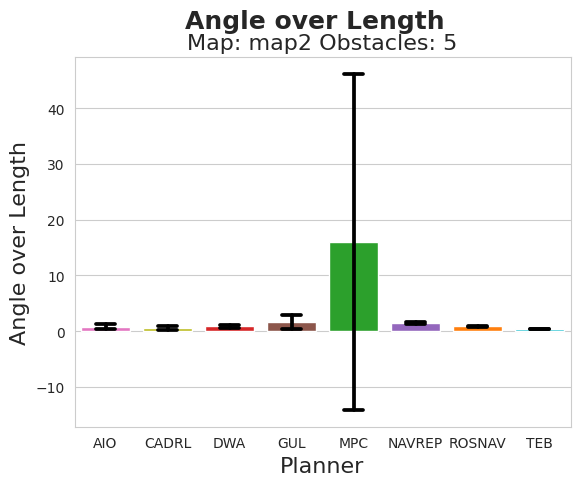 Angle over Length
Map: map2 Obstacles: 5
Angle over Length
40
30
20
10
0
−10
AIO CADRL DWA GUL MPC NAVREP ROSNAV TEB
Planner